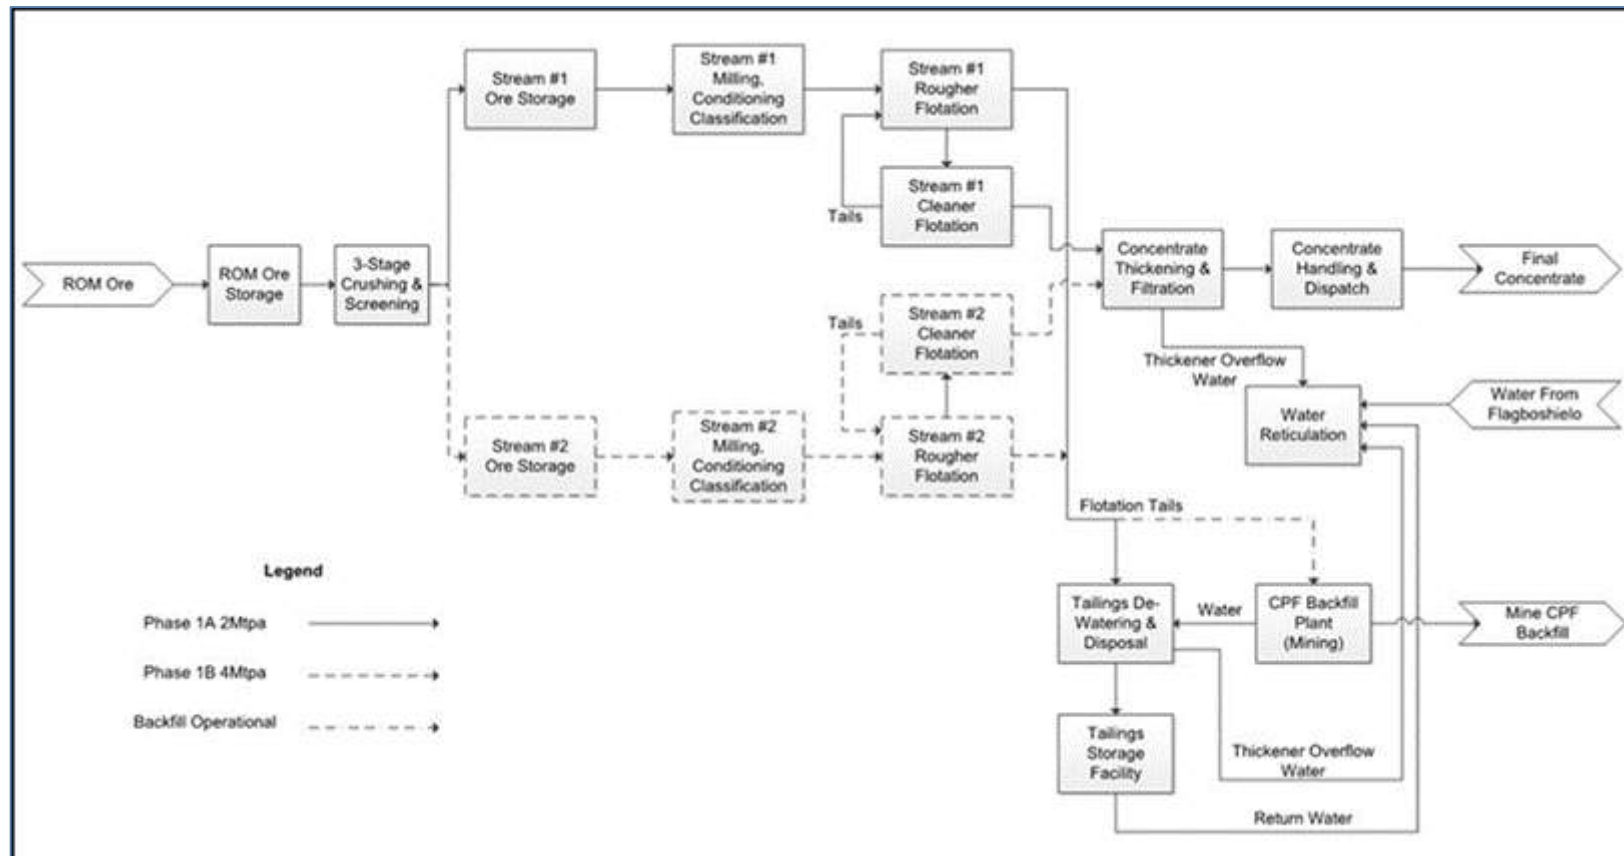 Stream #1
Ore Storage
Stream #1
Milling,
Conditioning
Classification
Stream #1
Rougher
Flotation
Stream #1
Cleaner
Flotation
Tails
ROM Ore
ROM Ore
Storage
3-Stage
Crushing &
Screening
Concentrate
Thickening &
Filtration
Concentrate
Handling &
Dispatch
Final
Concentrate
Stream #2
Cleaner
Flotation
Tails
Thickener Overflow
Water
Water From
Flagboshielo
Water
Reticulation
Stream #2
Ore Storage
Stream #2
Milling,
Conditioning
Classification
Stream #2
Rougher
Flotation
Flotation Tails
Legend
Phase 1A 2Mtpa
Phase 1B 4Mtpa
Backfill Operational
Tailings De-
Watering &
Disposal
Water
CPF Backfill
Plant
(Mining)
Mine CPF
Backfill
Tailings
Storage
Facility
Thickener Overflow
Water
Return Water